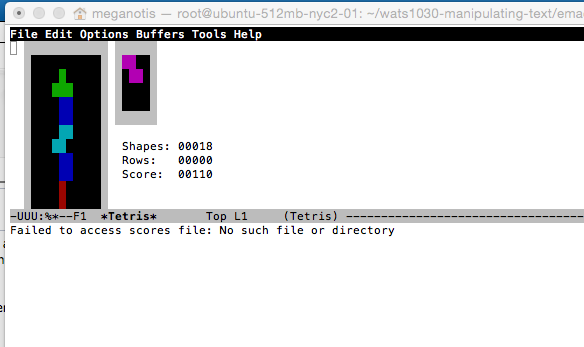 meganotis — root@ubuntu-512mb-nyc2-01: ~/wats1030-manipulating-text/emac
File Edit Options Buffers Tools Help
Shapes: 00018
Rows: 00000
Score: 00110
-UUU:%*--F1 *Tetris* Top L1 (Tetris) ----------------------------------
Failed to access scores file: No such file or directory